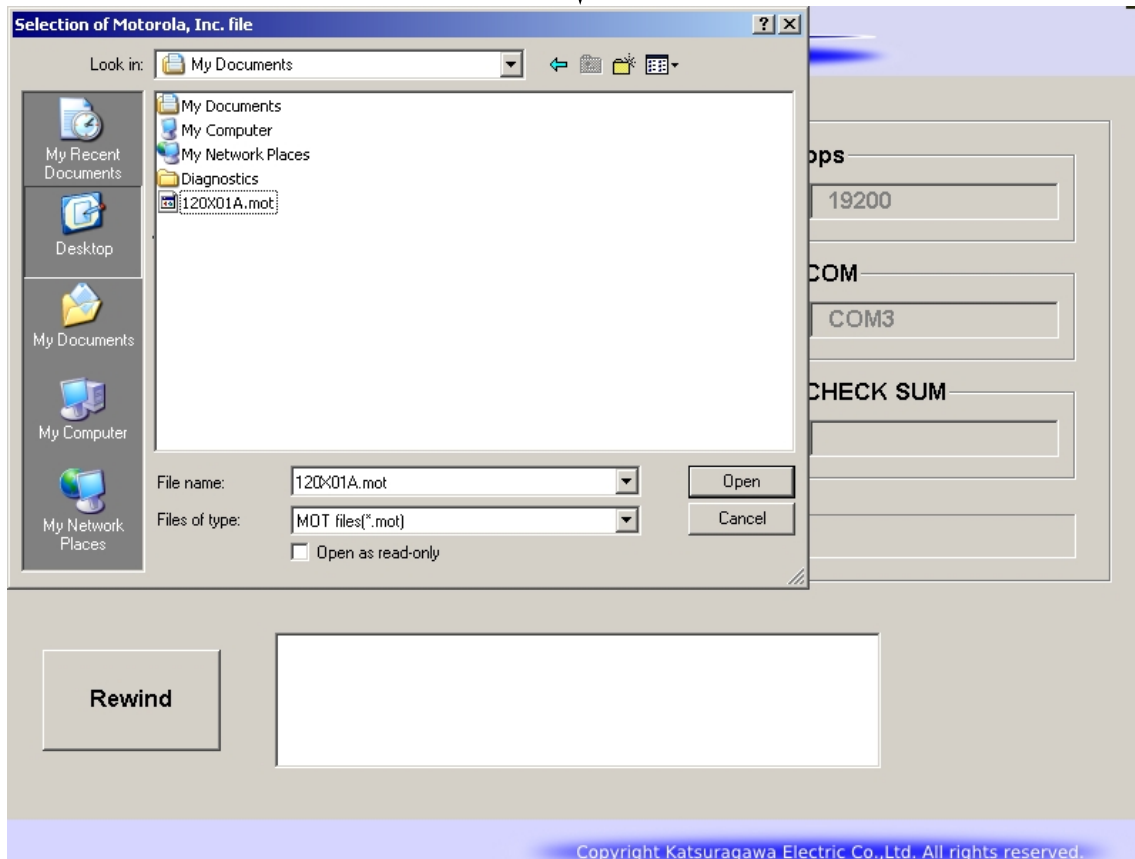 Selection of Motorola, Inc. file
Look in: My Documents
My Documents
My Computer
My Network Places
Diagnostics
120X01A.mot
My Recent
Documents
Desktop
My Documents
My Computer
My Network
Places
File name: 120X01A.mot Open
Files of type: MOT files(*.mot) Cancel
Open as read-only
19200
COM
COM3
CHECK SUM
Rewind
Copyright Katsuragawa Electric Co.,Ltd. All rights reserved.